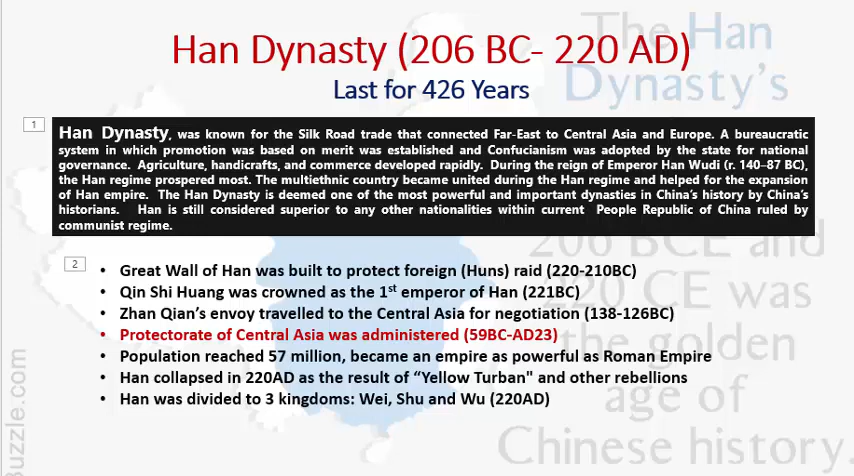 Han Dynasty (206 BC- 220 AD)
Last for 426 Years
The Han
Dynasty's
1
Han Dynasty, was known for the Silk Road trade that connected Far-East to Central Asia and Europe. A bureaucratic
system in which promotion was based on merit was established and Confucianism was adopted by the state for national
governance. Agriculture, handicrafts, and commerce developed rapidly. During the reign of Emperor Han Wudi (r. 140–87 BC),
the Han regime prospered most. The multiethnic country became united during the Han regime and helped for the expansion
of Han empire. The Han Dynasty is deemed one of the most powerful and important dynasties in China's history by China's
historians. Han is still considered superior to any other nationalities within current People Republic of China ruled by
communist regime.
206 BCE and
220 CE was
the golden
age of
Chinese history.
2
• Great Wall of Han was built to protect foreign (Huns) raid (220-210BC)
• Qin Shi Huang was crowned as the 1st emperor of Han (221BC)
• Zhan Qian's envoy travelled to the Central Asia for negotiation (138-126BC)
• Protectorate of Central Asia was administered (59BC-AD23)
• Population reached 57 million, became an empire as powerful as Roman Empire
• Han collapsed in 220AD as the result of “Yellow Turban" and other rebellions
• Han was divided to 3 kingdoms: Wei, Shu and Wu (220AD)
Buzzle.com